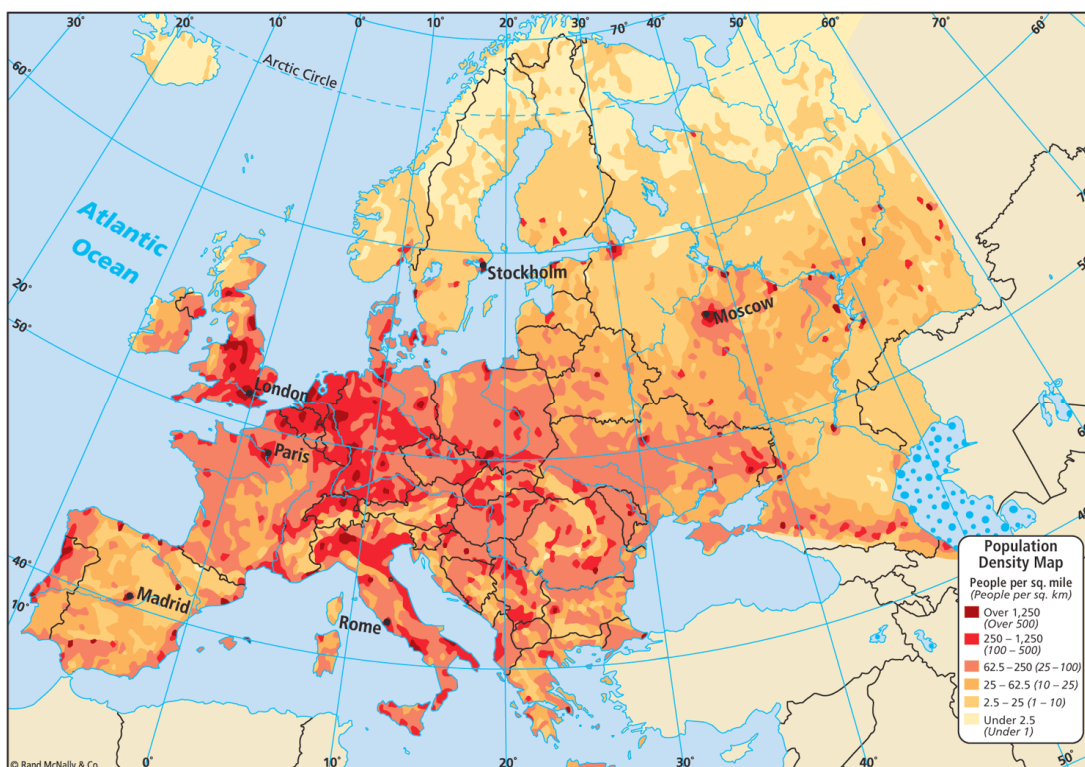 30°
20°
10°
0°
10°
20°
30°
70°
40°
50°
60°
70°
60°
60°
Arctic Circle
Atlantic
Ocean
20°
50°
Stockholm
Moscow
London
Paris
40°
10°
Madrid
Rome
Population
Density Map
People per sq. mile
(People per sq. km)
Over 1,250
(Over 500)
250 – 1,250
(100 – 500)
62.5–250 (25–100)
25 – 62.5 (10 – 25)
2.5 – 25 (1 – 10)
Under 2.5
(Under 1)
© Rand McNally & Co.
0°
10°
20°
30°
40°
50°